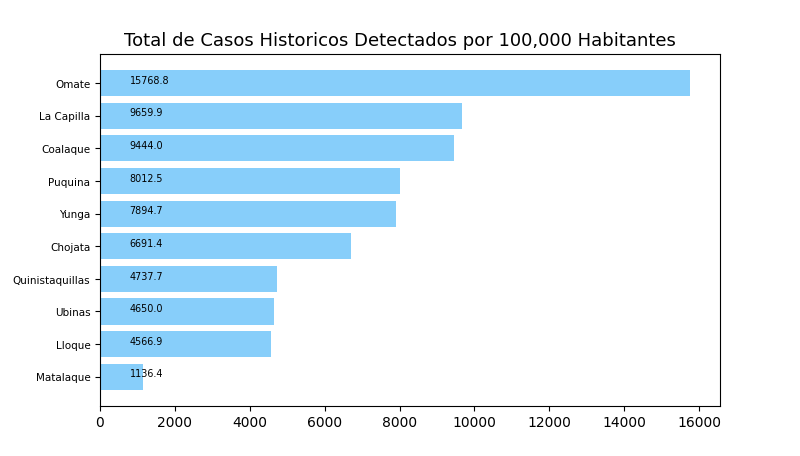 Total de Casos Historicos Detectados por 100,000 Habitantes
Omate 15768.8
La Capilla 9659.9
Coalaque 9444.0
Puquina 8012.5
Yunga 7894.7
Chojata 6691.4
Quinistaquillas 4737.7
Ubinas 4650.0
Lloque 4566.9
Matalaque 1136.4
0 2000 4000 6000 8000 10000 12000 14000 16000